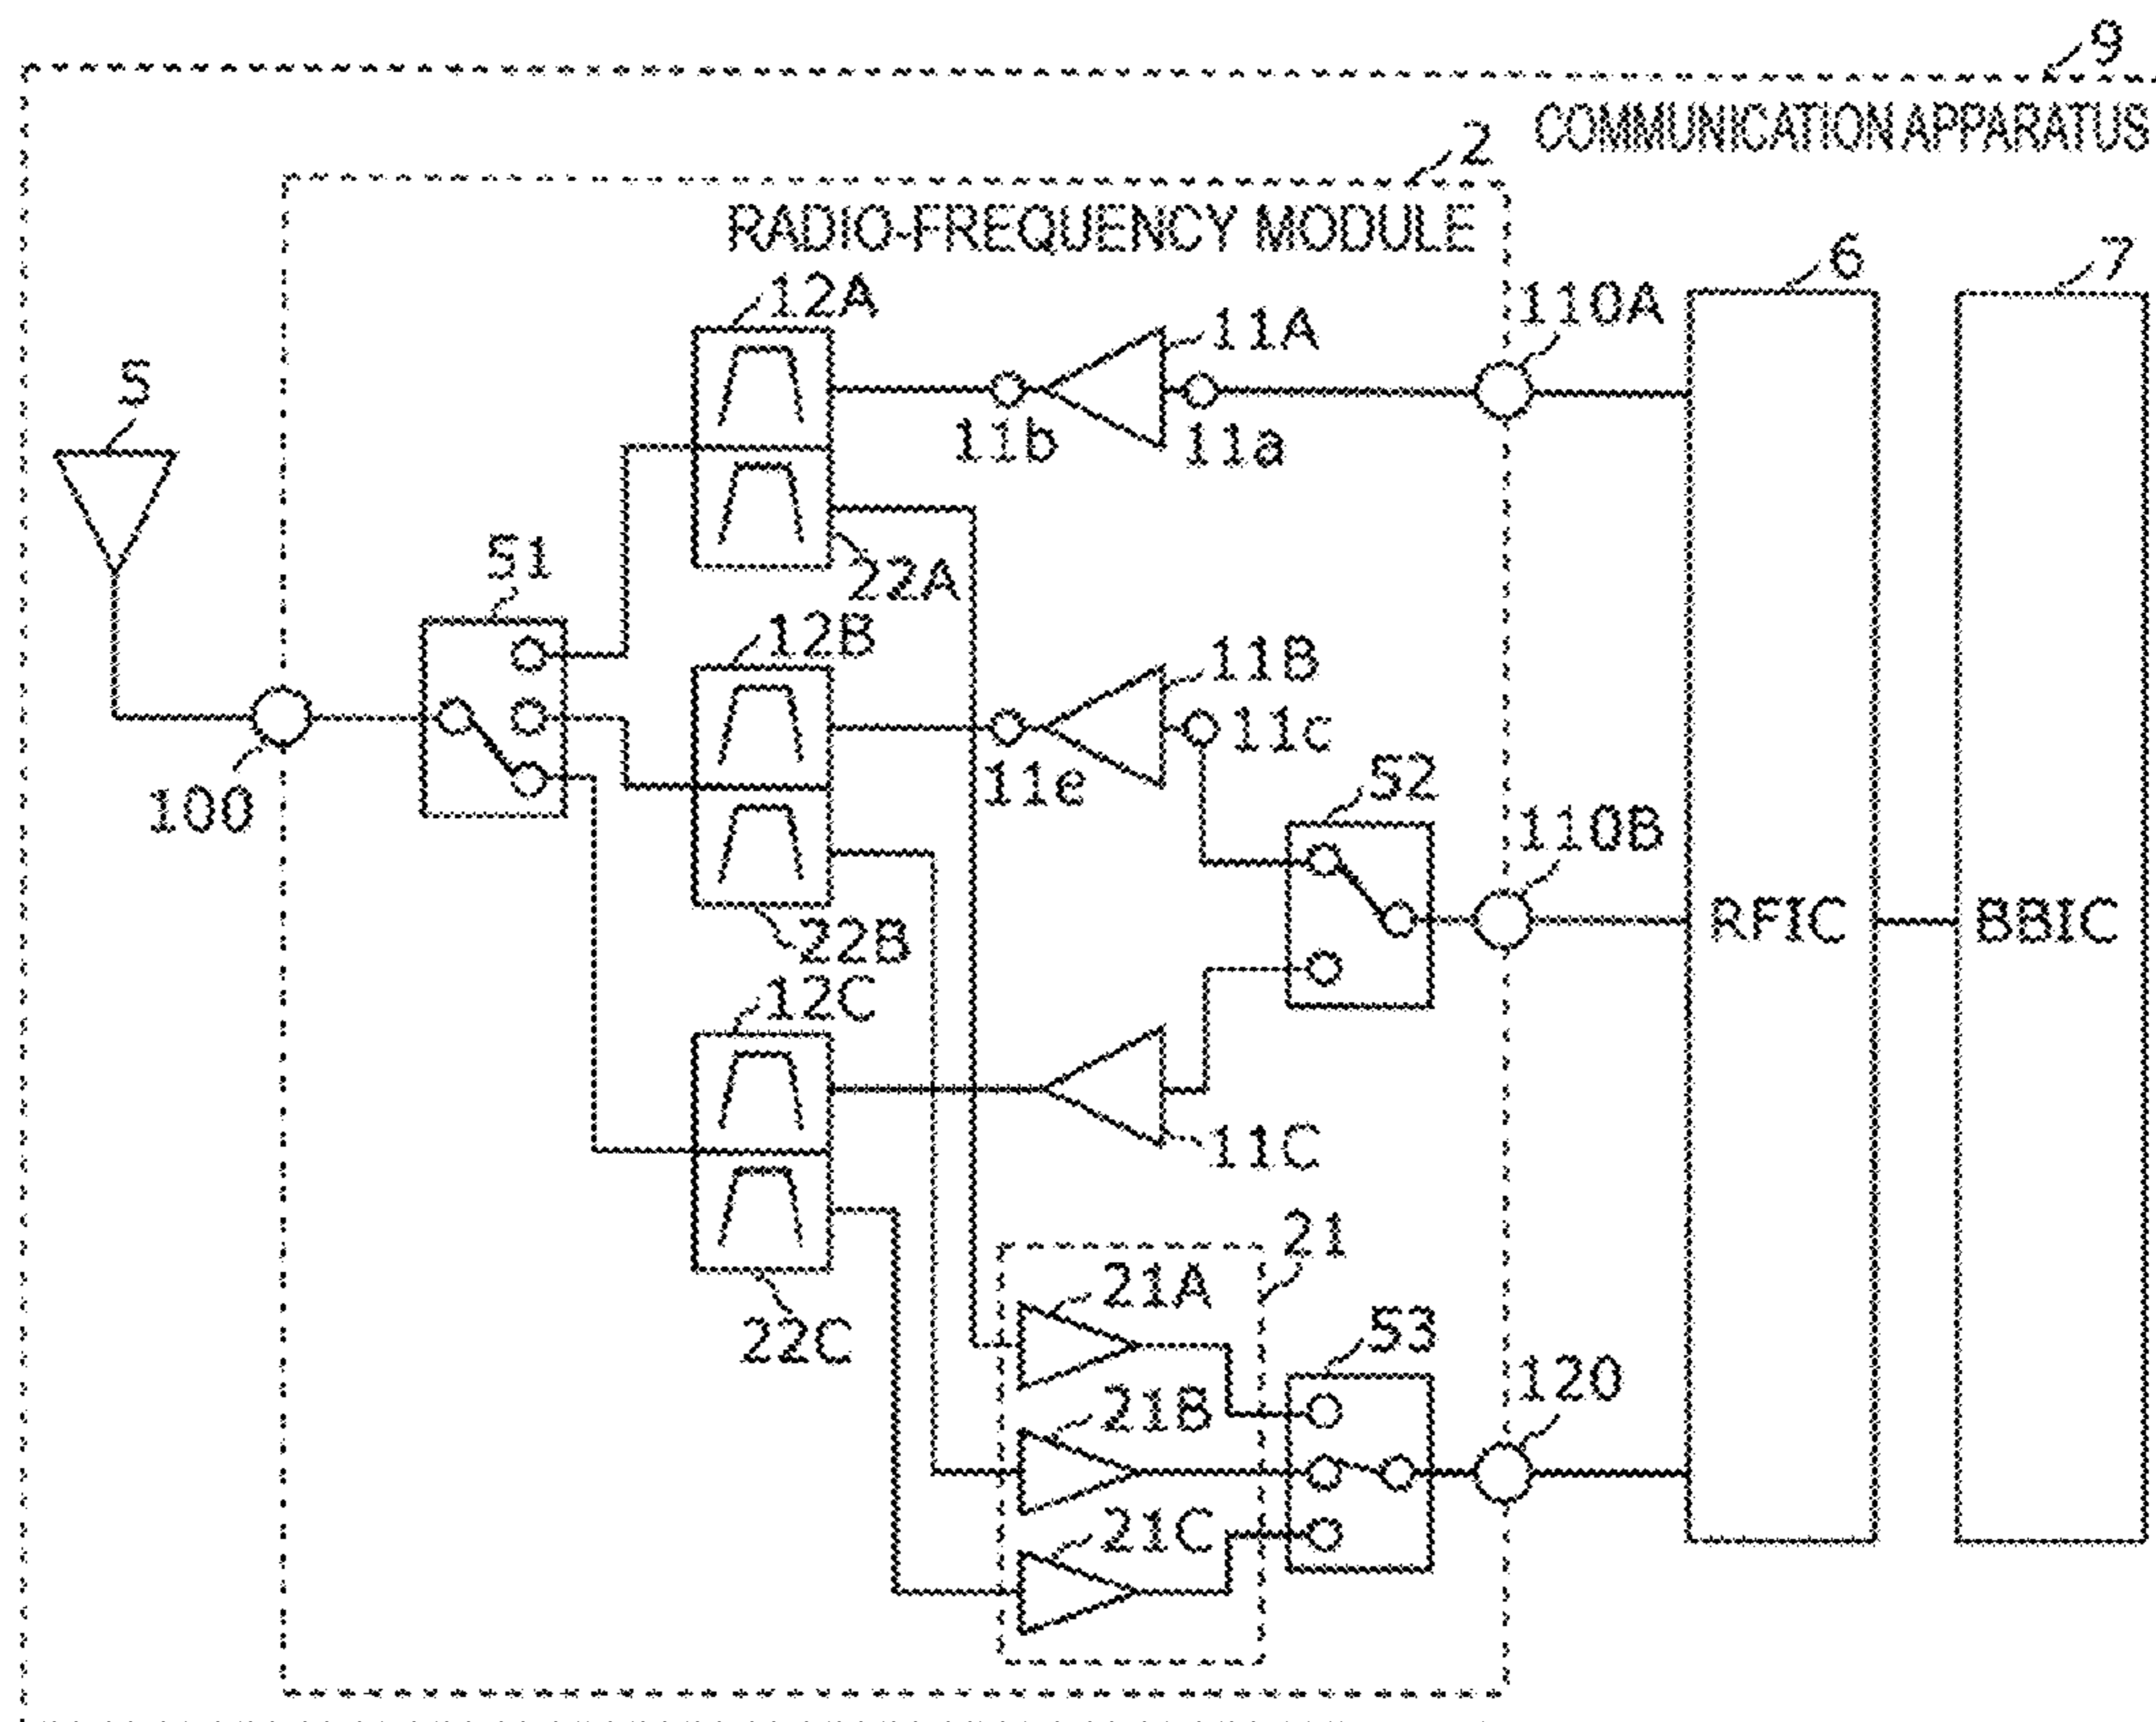 9
COMMUNICATION APPARATUS
2
RADIO-FREQUENCY MODULE
6
7
12A
11A
110A
5
11b
11a
51
22A
12B
11B
11c
52
11e
100
110B
22B
RFIC
BBIC
12C
11C
21
21A
22C
53
120
21B
21C